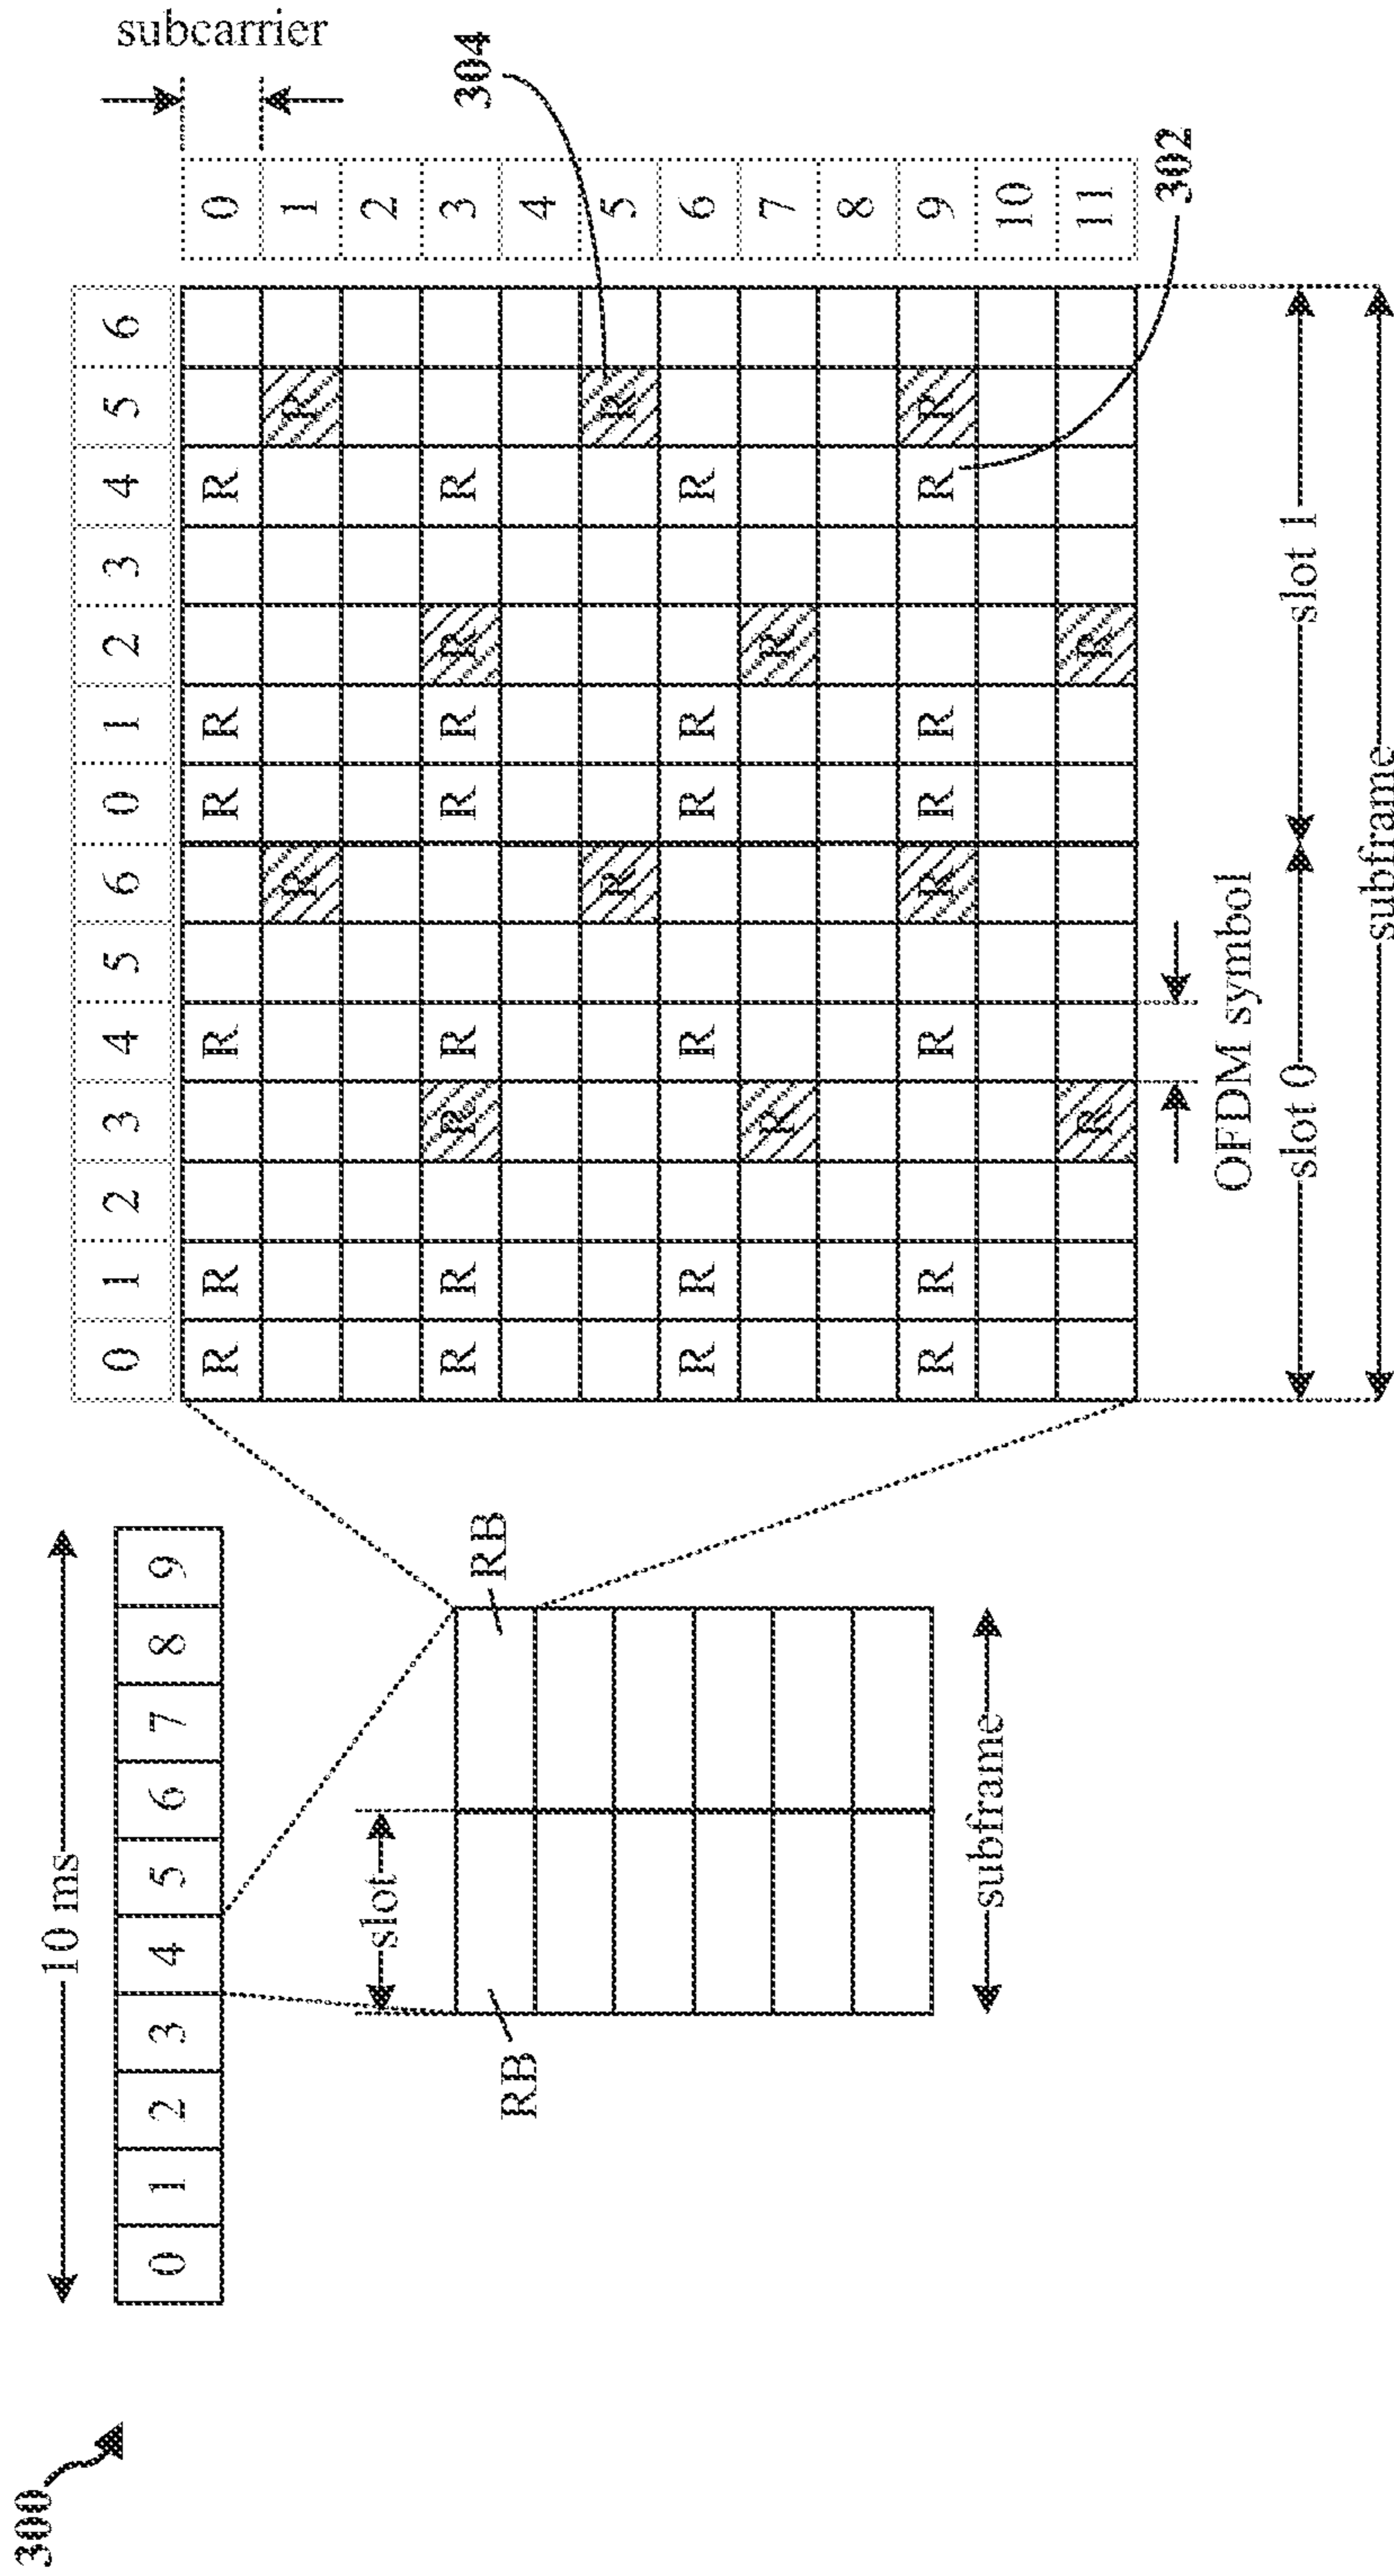 300
10 ms
0 1 2 3 4 5 6 7 8 9
slot
RB
RB
subframe
0 1 2 3 4 5 6 0 1 2 3 4 5 6
subcarrier
R R R R R R 0
R R 1
2
R R R R R R R R 3
304
4
R R 5
R R R R R R 6
R R 7
8
R R R R R R R R 9
10
R R 11
302
OFDM symbol
slot 0
slot 1
subframe